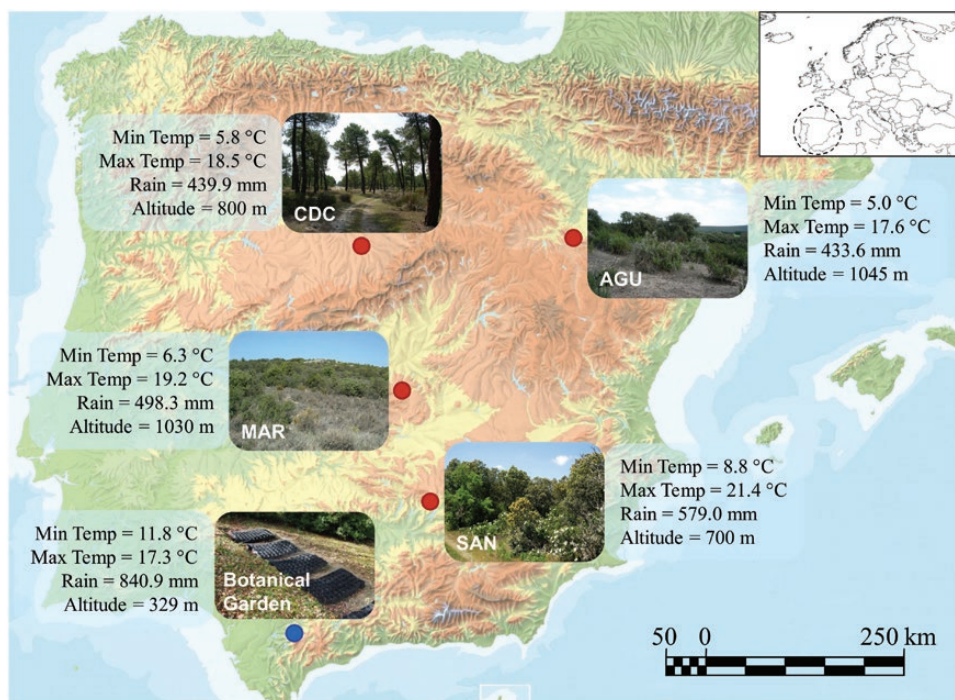 Min Temp = 5.8 °C
Max Temp = 18.5 °C
Rain = 439.9 mm
Altitude = 800 m
CDC
Min Temp = 5.0 °C
Max Temp = 17.6 °C
Rain = 433.6 mm
Altitude = 1045 m
AGU
Min Temp = 6.3 °C
Max Temp = 19.2 °C
Rain = 498.3 mm
Altitude = 1030 m
MAR
Min Temp = 8.8 °C
Max Temp = 21.4 °C
Rain = 579.0 mm
Altitude = 700 m
SAN
Min Temp = 11.8 °C
Max Temp = 17.3 °C
Rain = 840.9 mm
Altitude = 329 m
Botanical
Garden
50 0 250 km